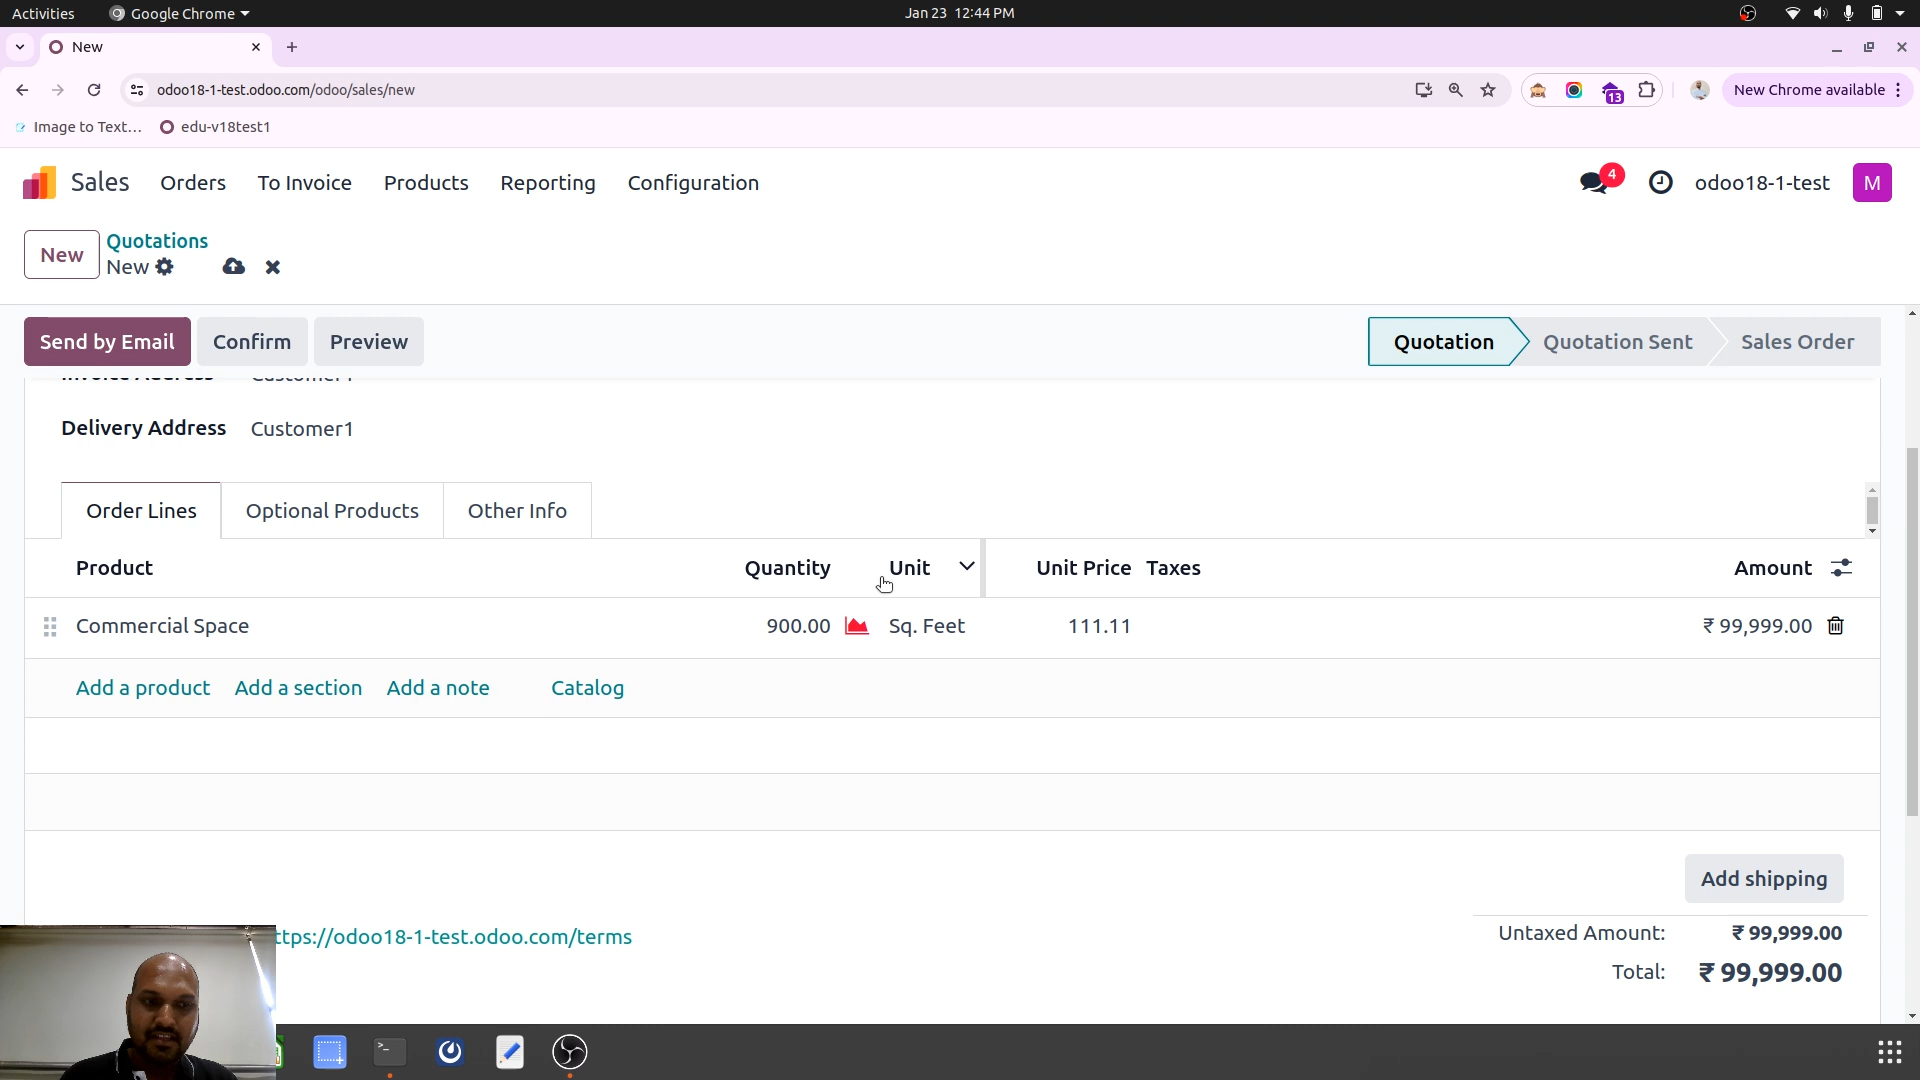 Activities Google Chrome Jan 23 12:44 PM
New
odoo18-1-test.odoo.com/odoo/sales/new 13 New Chrome available
Image to Text... edu-v18test1
Sales Orders To Invoice Products Reporting Configuration 4 odoo18-1-test M
New Quotations
New
Send by Email Confirm Preview Quotation Quotation Sent Sales Order
Invoice Address Customer1
Delivery Address Customer1
Order Lines Optional Products Other Info
Product Quantity Unit Unit Price Taxes Amount
Commercial Space 900.00 Sq. Feet 111.11 ₹ 99,999.00
Add a product Add a section Add a note Catalog
Add shipping
ttps://odoo18-1-test.odoo.com/terms Untaxed Amount: ₹ 99,999.00
Total: ₹ 99,999.00